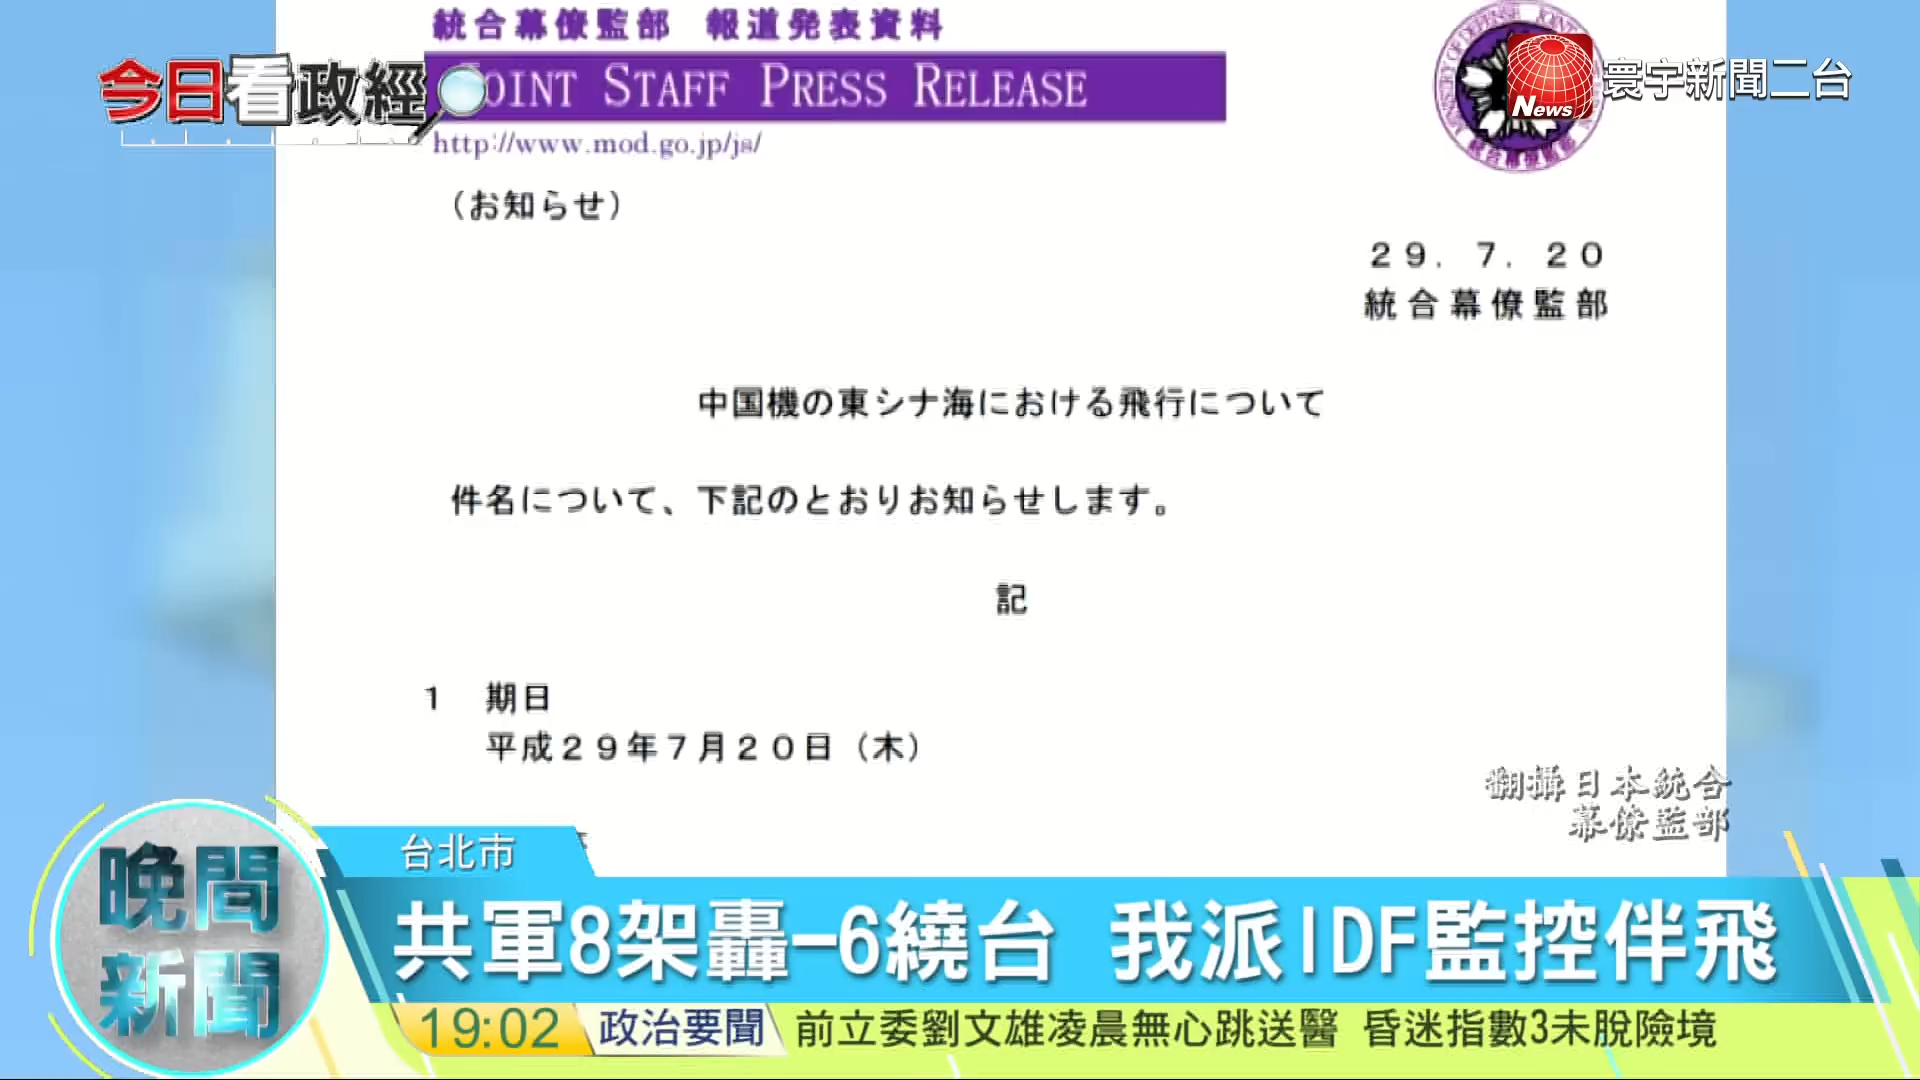 統合幕僚監部 報道発表資料
今日看政經
JOINT STAFF PRESS RELEASE
News
寰宇新聞二台
http://www.mod.go.jp/js/
統合幕僚監部
(お知らせ)
29.7.20
統合幕僚監部
中国機の東シナ海における飛行について
件名について、下記のとおりお知らせします。
記
1 期日
平成29年7月20日(木)
翻攝日本統合
幕僚監部
晚間
新聞
台北市
共軍8架轟-6繞台 我派IDF監控伴飛
19:02
政治要聞
前立委劉文雄凌晨無心跳送醫 昏迷指數3未脫險境